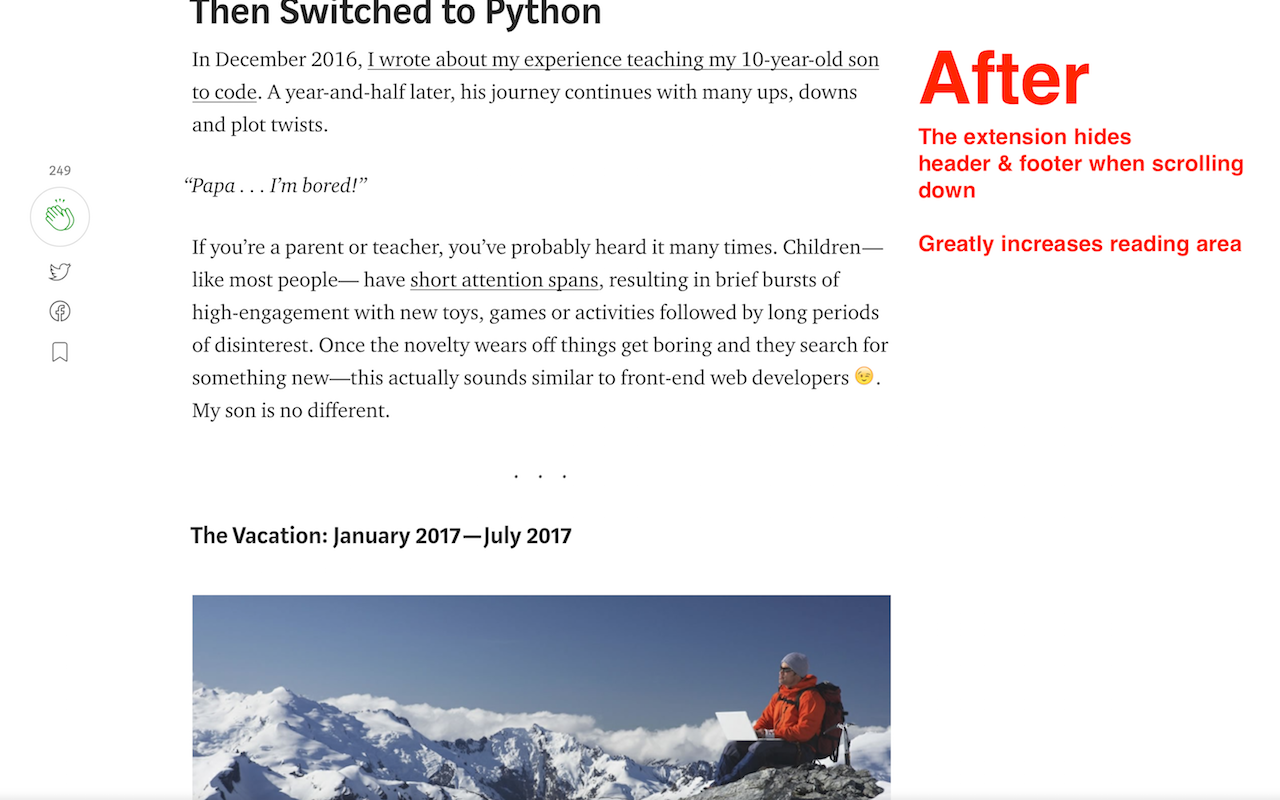 Then Switched to Python
In December 2016, I wrote about my experience teaching my 10-year-old son
to code. A year-and-half later, his journey continues with many ups, downs
and plot twists.
249
“Papa . . . I’m bored!”
If you’re a parent or teacher, you’ve probably heard it many times. Children—
like most people— have short attention spans, resulting in brief bursts of
high-engagement with new toys, games or activities followed by long periods
of disinterest. Once the novelty wears off things get boring and they search for
something new—this actually sounds similar to front-end web developers 😉.
My son is no different.
. . .
The Vacation: January 2017—July 2017
After
The extension hides
header & footer when scrolling
down
Greatly increases reading area